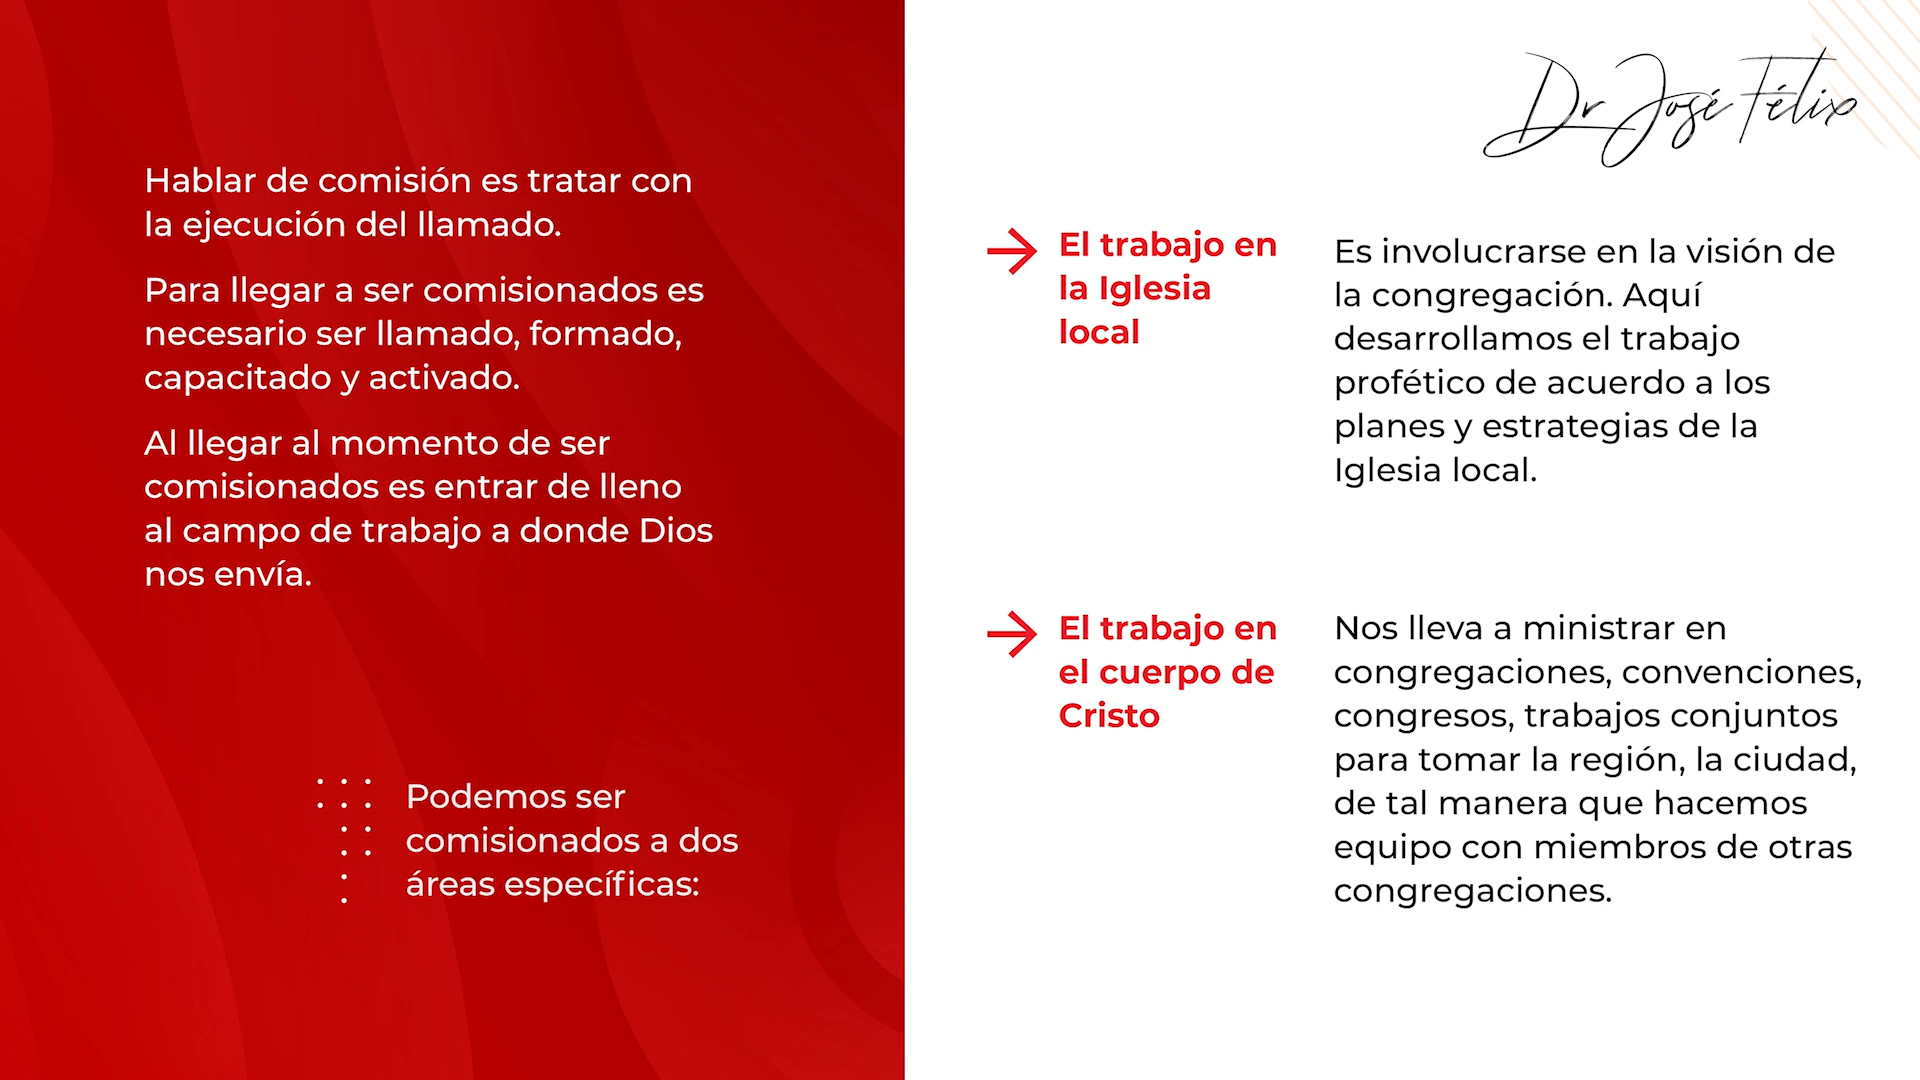 Hablar de comisión es tratar con
la ejecución del llamado.
Para llegar a ser comisionados es
necesario ser llamado, formado,
capacitado y activado.
Al llegar al momento de ser
comisionados es entrar de lleno
al campo de trabajo a donde Dios
nos envía.
Podemos ser
comisionados a dos
áreas específicas:
Dr José Félix
El trabajo en
la Iglesia
local
Es involucrarse en la visión de
la congregación. Aquí
desarrollamos el trabajo
profético de acuerdo a los
planes y estrategias de la
Iglesia local.
El trabajo en
el cuerpo de
Cristo
Nos lleva a ministrar en
congregaciones, convenciones,
congresos, trabajos conjuntos
para tomar la región, la ciudad,
de tal manera que hacemos
equipo con miembros de otras
congregaciones.